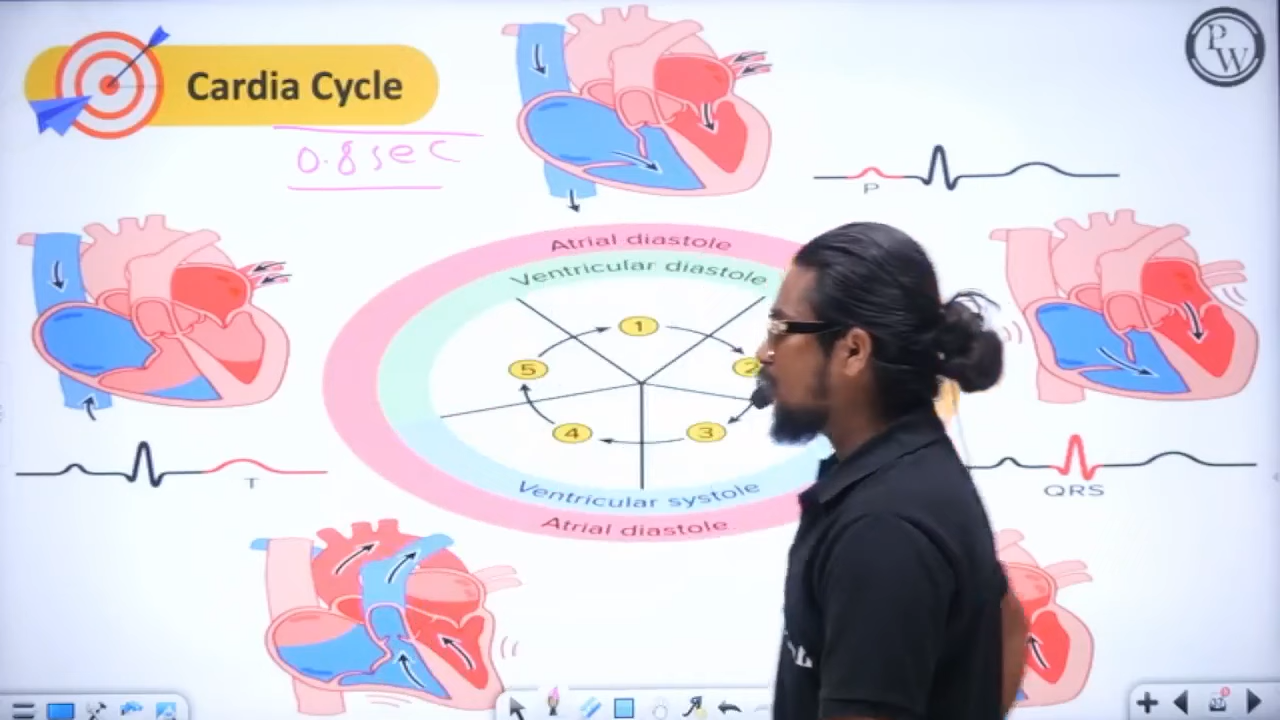 PW
Cardia Cycle
0.8 sec
P
Atrial diastole
Ventricular diastole
1
5
2
4
3
T
QRS
Ventricular systole
Atrial diastole